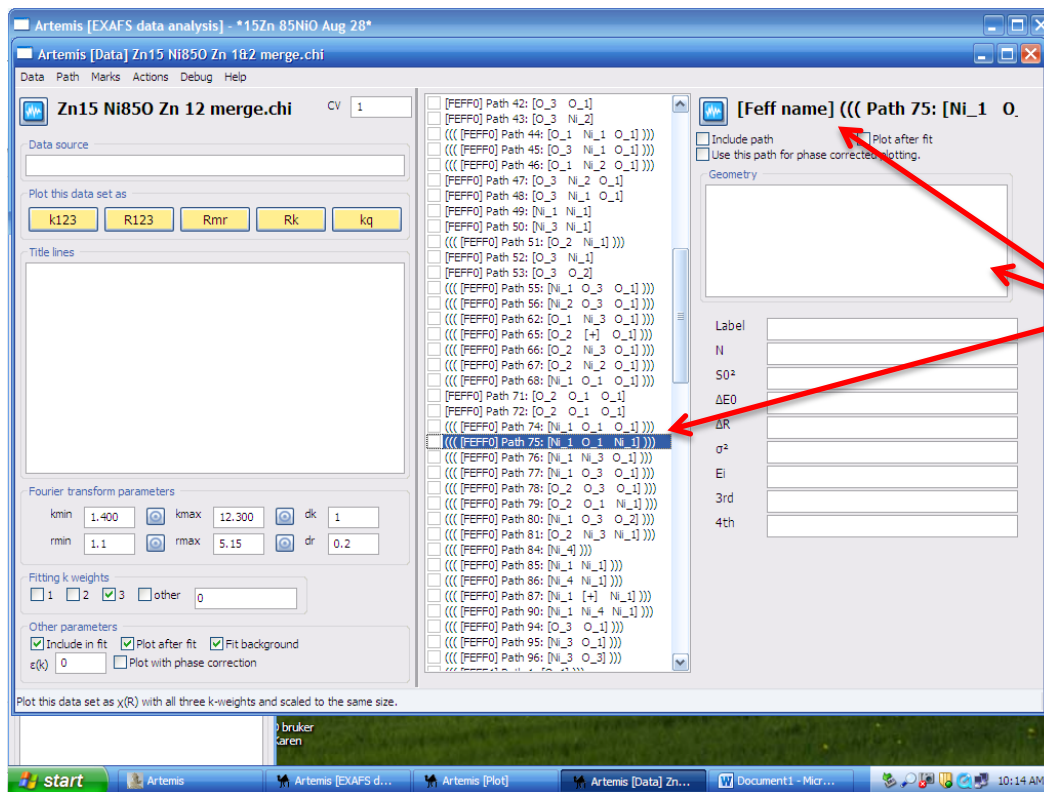 Artemis [EXAFS data analysis] - *15Zn 85NiO Aug 28*
Artemis [Data] Zn15 Ni85O Zn 1&2 merge.chi
Data Path Marks Actions Debug Help
Zn15 Ni85O Zn 12 merge.chi
CV 1
Data source
Plot this data set as
k123 R123 Rmr Rk kq
Title lines
Fourier transform parameters
kmin 1.400 kmax 12.300 dk 1
rmin 1.1 rmax 5.15 dr 0.2
Fitting k weights
1 2 3 other 0
Other parameters
Include in fit Plot after fit Fit background
ε(k) 0 Plot with phase correction
[FEFF0] Path 42: [O_3 O_1]
[FEFF0] Path 43: [O_3 Ni_2]
((( [FEFF0] Path 44: [O_1 Ni_1 O_1] )))
((( [FEFF0] Path 45: [O_3 Ni_1 O_1] )))
((( [FEFF0] Path 46: [O_1 Ni_2 O_1] )))
[FEFF0] Path 47: [O_3 Ni_2 O_1]
[FEFF0] Path 48: [O_3 Ni_1 O_1]
[FEFF0] Path 49: [Ni_1 Ni_1]
[FEFF0] Path 50: [Ni_3 Ni_1]
((( [FEFF0] Path 51: [O_2 Ni_1] )))
[FEFF0] Path 52: [O_3 Ni_1]
[FEFF0] Path 53: [O_3 O_2]
((( [FEFF0] Path 55: [Ni_1 O_3 O_1] )))
((( [FEFF0] Path 56: [Ni_2 O_3 O_1] )))
((( [FEFF0] Path 62: [O_1 Ni_3 O_1] )))
((( [FEFF0] Path 65: [O_2 [+] O_1] )))
((( [FEFF0] Path 66: [O_2 Ni_3 O_1] )))
((( [FEFF0] Path 67: [O_2 Ni_2 O_1] )))
((( [FEFF0] Path 68: [Ni_1 O_1 O_1] )))
[FEFF0] Path 71: [O_2 O_1 O_1]
[FEFF0] Path 72: [O_2 O_1 O_1]
((( [FEFF0] Path 74: [Ni_1 O_1 O_1] )))
((( [FEFF0] Path 75: [Ni_1 O_1 Ni_1] )))
((( [FEFF0] Path 76: [Ni_1 Ni_3 O_1] )))
((( [FEFF0] Path 77: [Ni_1 O_3 O_1] )))
((( [FEFF0] Path 78: [O_2 O_3 O_1] )))
((( [FEFF0] Path 79: [O_2 O_1 Ni_1] )))
((( [FEFF0] Path 80: [Ni_1 O_3 O_2] )))
((( [FEFF0] Path 81: [O_2 Ni_3 Ni_1] )))
((( [FEFF0] Path 84: [Ni_4] )))
((( [FEFF0] Path 85: [Ni_1 Ni_1] )))
((( [FEFF0] Path 86: [Ni_4 Ni_1] )))
((( [FEFF0] Path 87: [Ni_1 [+] Ni_1] )))
((( [FEFF0] Path 90: [Ni_1 Ni_4 Ni_1] )))
((( [FEFF0] Path 94: [O_3 O_1] )))
((( [FEFF0] Path 95: [Ni_3 O_1] )))
((( [FEFF0] Path 96: [Ni_3 O_3] )))
[Feff name] ((( Path 75: [Ni_1 O_
Include path Plot after fit
Use this path for phase corrected plotting.
Geometry
Label
N
S0²
ΔE0
ΔR
σ²
Ei
3rd
4th
Plot this data set as χ(R) with all three k-weights and scaled to the same size.
bruker
Karen
start Artemis Artemis [EXAFS d... Artemis [Plot] Artemis [Data] Zn... Document1 - Micr... 10:14 AM